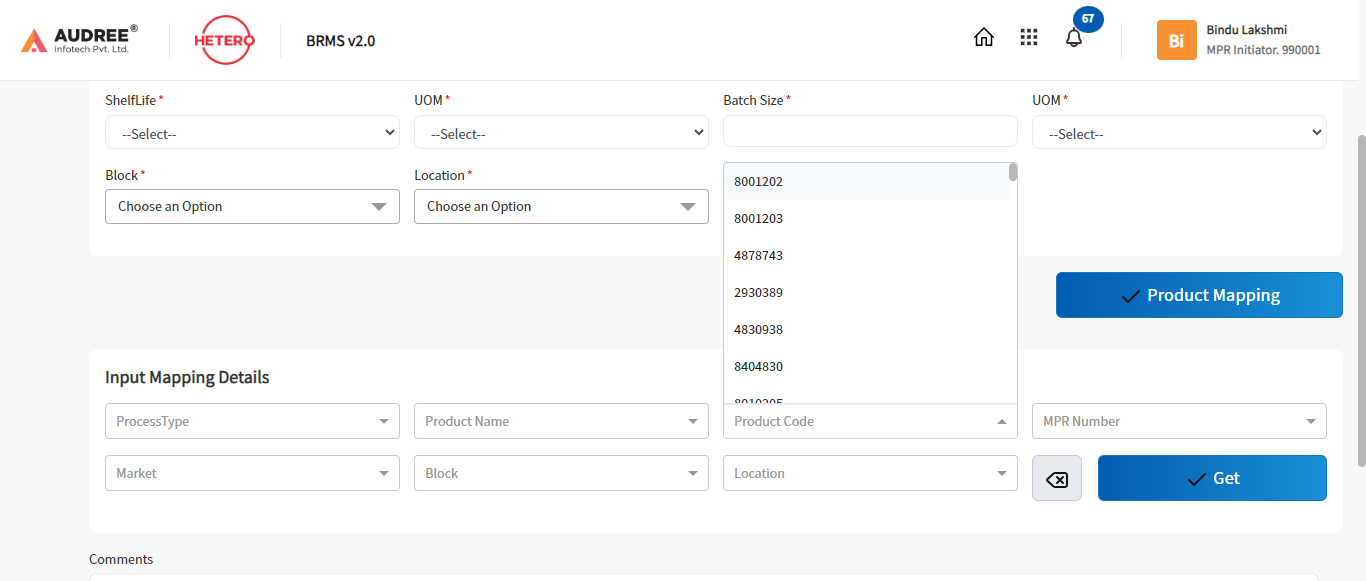 AUDREE®
Infotech Pvt. Ltd.
HETERO
BRMS v2.0
67
Bi
Bindu Lakshmi
MPR Initiator. 990001
ShelfLife *
UOM *
Batch Size *
UOM *
--Select--
--Select--
--Select--
Block *
Location *
Choose an Option
Choose an Option
8001202
8001203
4878743
2930389
4830938
8404830
Product Mapping
Input Mapping Details
ProcessType
Product Name
Product Code
MPR Number
Market
Block
Location
Get
Comments